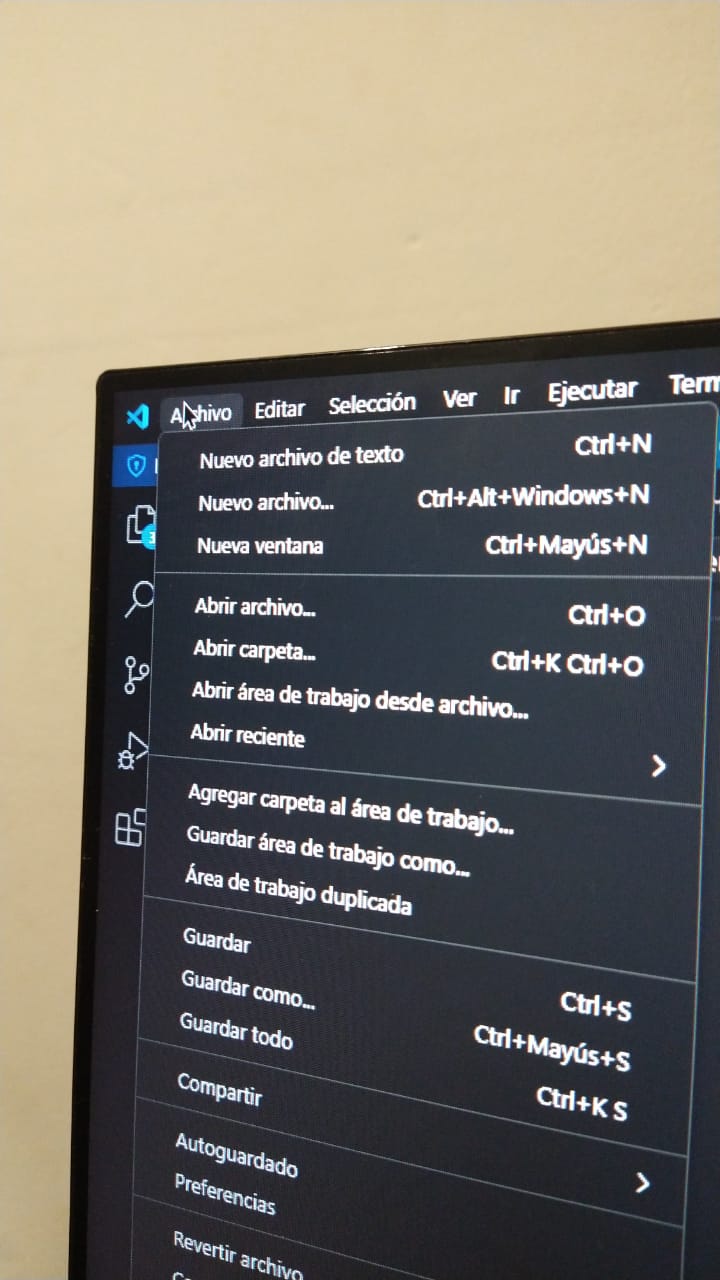 Archivo Editar Selección Ver Ir Ejecutar Term
Nuevo archivo de texto Ctrl+N
Nuevo archivo... Ctrl+Alt+Windows+N
Nueva ventana Ctrl+Mayús+N
Abrir archivo... Ctrl+O
Abrir carpeta... Ctrl+K Ctrl+O
Abrir área de trabajo desde archivo...
Abrir reciente
Agregar carpeta al área de trabajo...
Guardar área de trabajo como...
Área de trabajo duplicada
Guardar Ctrl+S
Guardar como... Ctrl+Mayús+S
Guardar todo Ctrl+K S
Compartir
Autoguardado
Preferencias
Revertir archivo
3